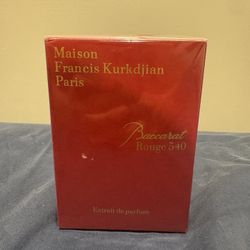 Maison
Francis Kurkdjian
Paris
Baccarat
Rouge 540
Extrait de parfum